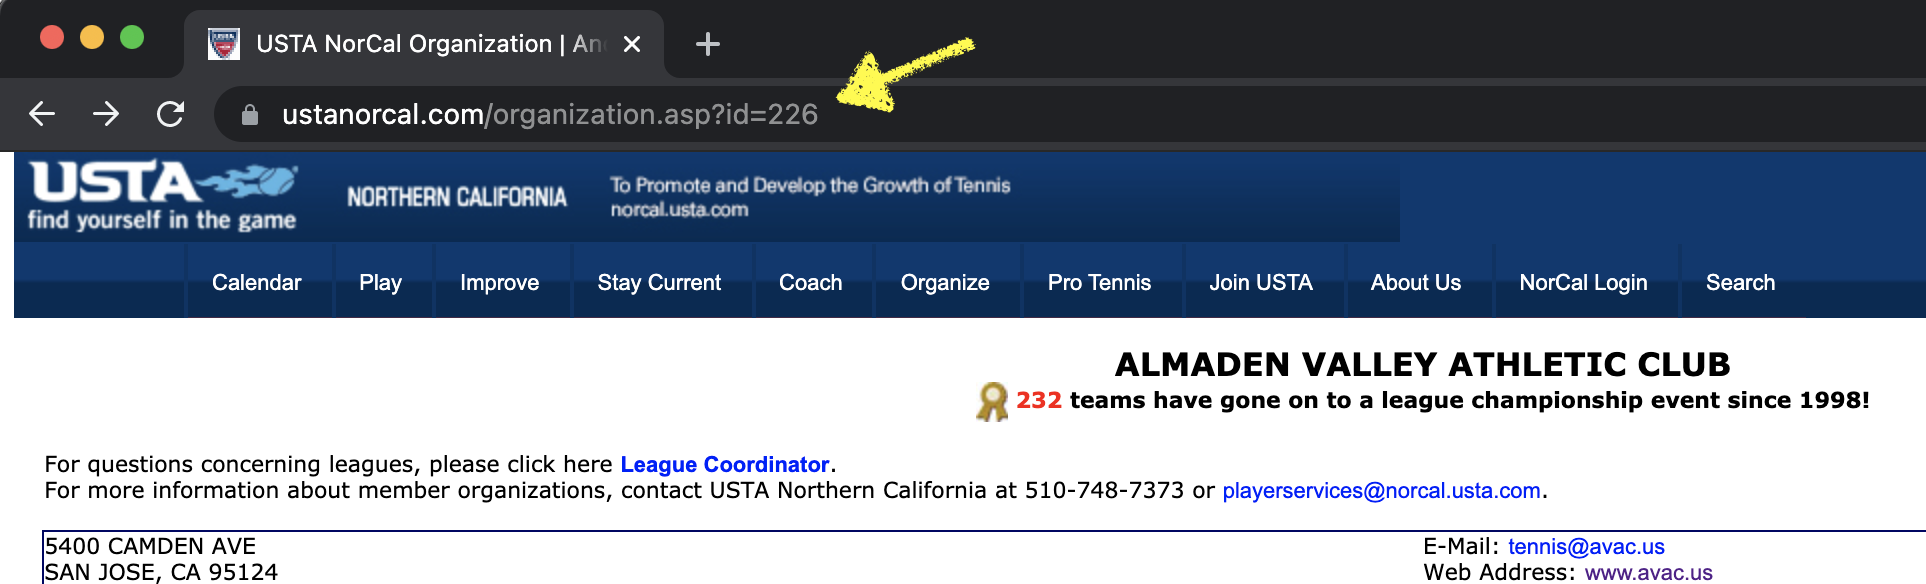 USTA NorCal Organization | An
ustanorcal.com/organization.asp?id=226
USTA
find yourself in the game
NORTHERN CALIFORNIA
To Promote and Develop the Growth of Tennis
norcal.usta.com
Calendar Play Improve Stay Current Coach Organize Pro Tennis Join USTA About Us NorCal Login Search
ALMADEN VALLEY ATHLETIC CLUB
232 teams have gone on to a league championship event since 1998!
For questions concerning leagues, please click here League Coordinator.
For more information about member organizations, contact USTA Northern California at 510-748-7373 or playerservices@norcal.usta.com.
5400 CAMDEN AVE
SAN JOSE, CA 95124
E-Mail: tennis@avac.us
Web Address: www.avac.us